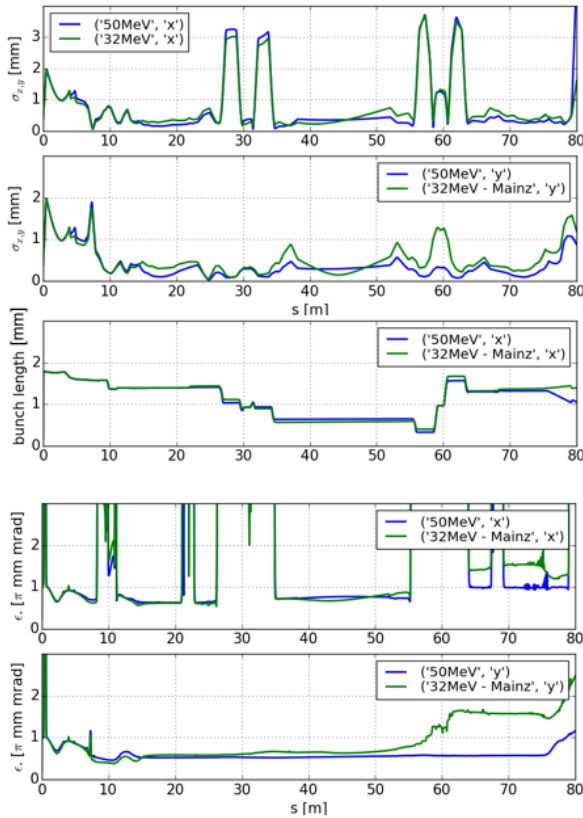 σx,y [mm]
('50MeV', 'x')
('32MeV', 'x')
3
2
1
0
0 10 20 30 40 50 60 70 80
σx,y [mm]
('50MeV', 'y')
('32MeV - Mainz', 'y')
2
1
0
0 10 20 30 40 50 60 70 80
s [m]
bunch length [mm]
('50MeV', 'x')
('32MeV - Mainz', 'x')
2
1
0
0 10 20 30 40 50 60 70 80
ϵ. [π mm mrad]
('50MeV', 'x')
('32MeV - Mainz', 'x')
2
1
0
0 10 20 30 40 50 60 70 80
ϵ. [π mm mrad]
('50MeV', 'y')
('32MeV - Mainz', 'y')
2
1
0
0 10 20 30 40 50 60 70 80
s [m]